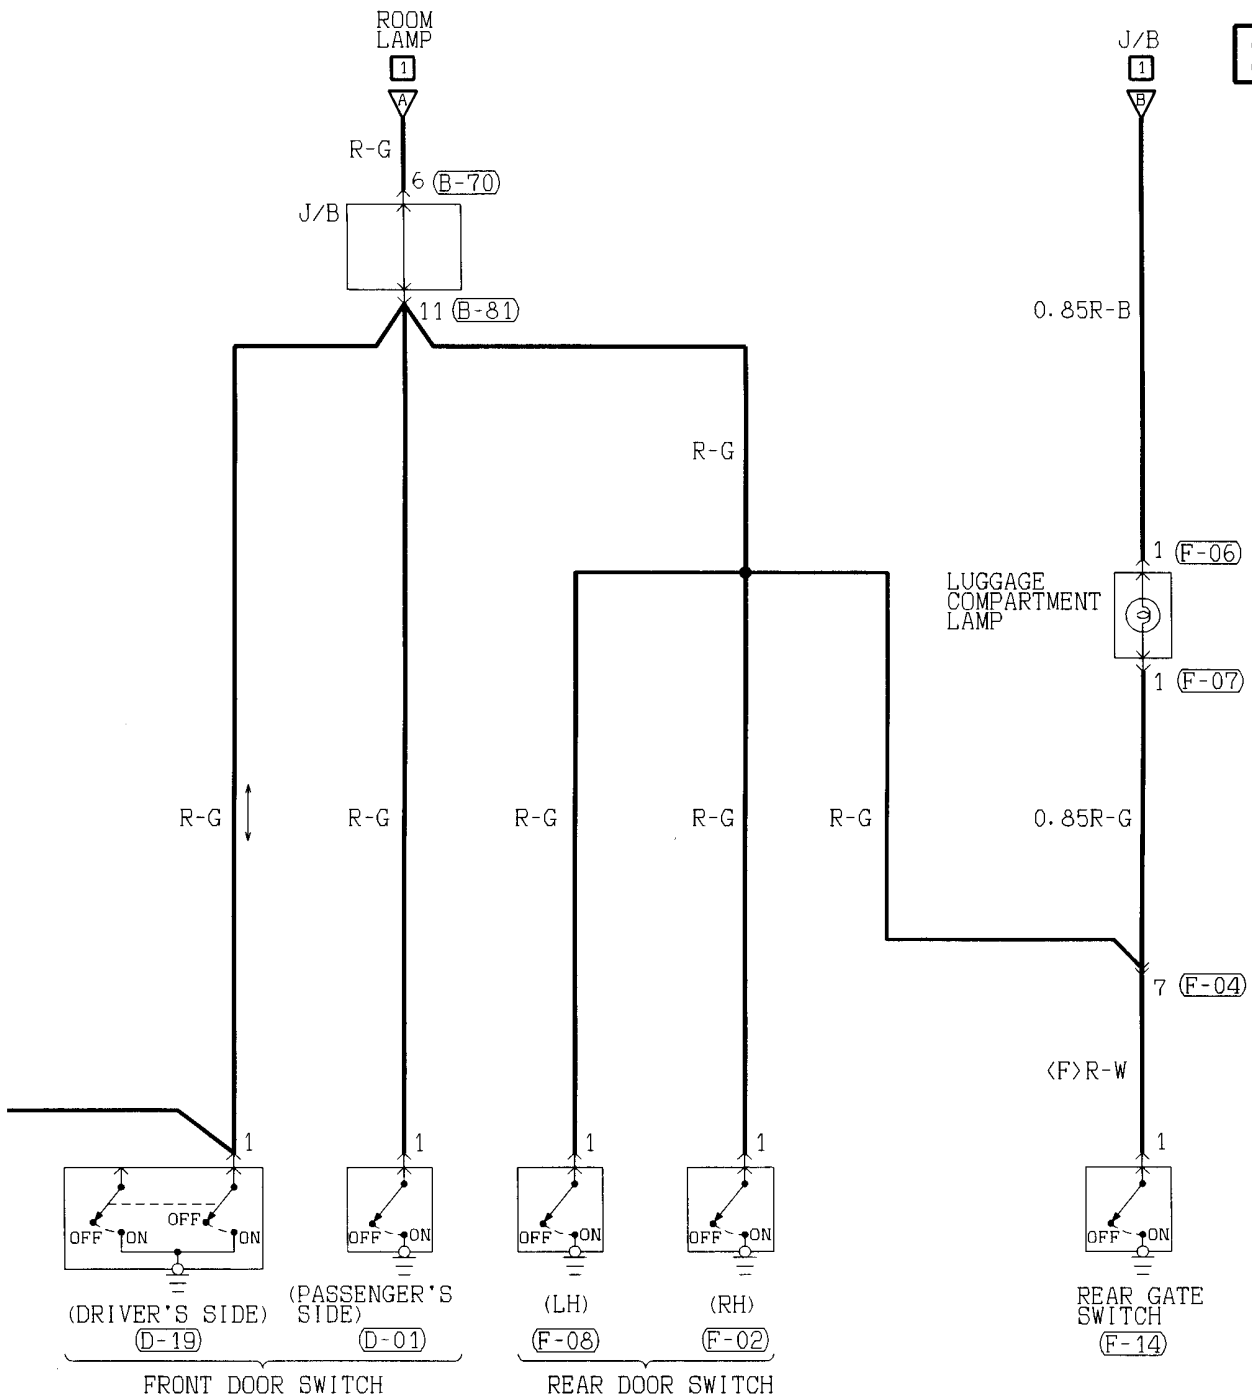 ROOM
LAMP
1
A
J/B
1
B
R-G
6 (B-70)
J/B
11 (B-81)
0.85R-B
R-G
1 (F-06)
LUGGAGE
COMPARTMENT
LAMP
1 (F-07)
R-G
R-G
R-G
R-G
R-G
0.85R-G
7 (F-04)
<F>R-W
1
1
1
1
1
OFF
ON
OFF
ON
OFF
ON
OFF
ON
OFF
ON
OFF
ON
(DRIVER'S SIDE)
(D-19)
(PASSENGER'S
SIDE)
(D-01)
(LH)
(F-08)
(RH)
(F-02)
REAR GATE
SWITCH
(F-14)
FRONT DOOR SWITCH
REAR DOOR SWITCH